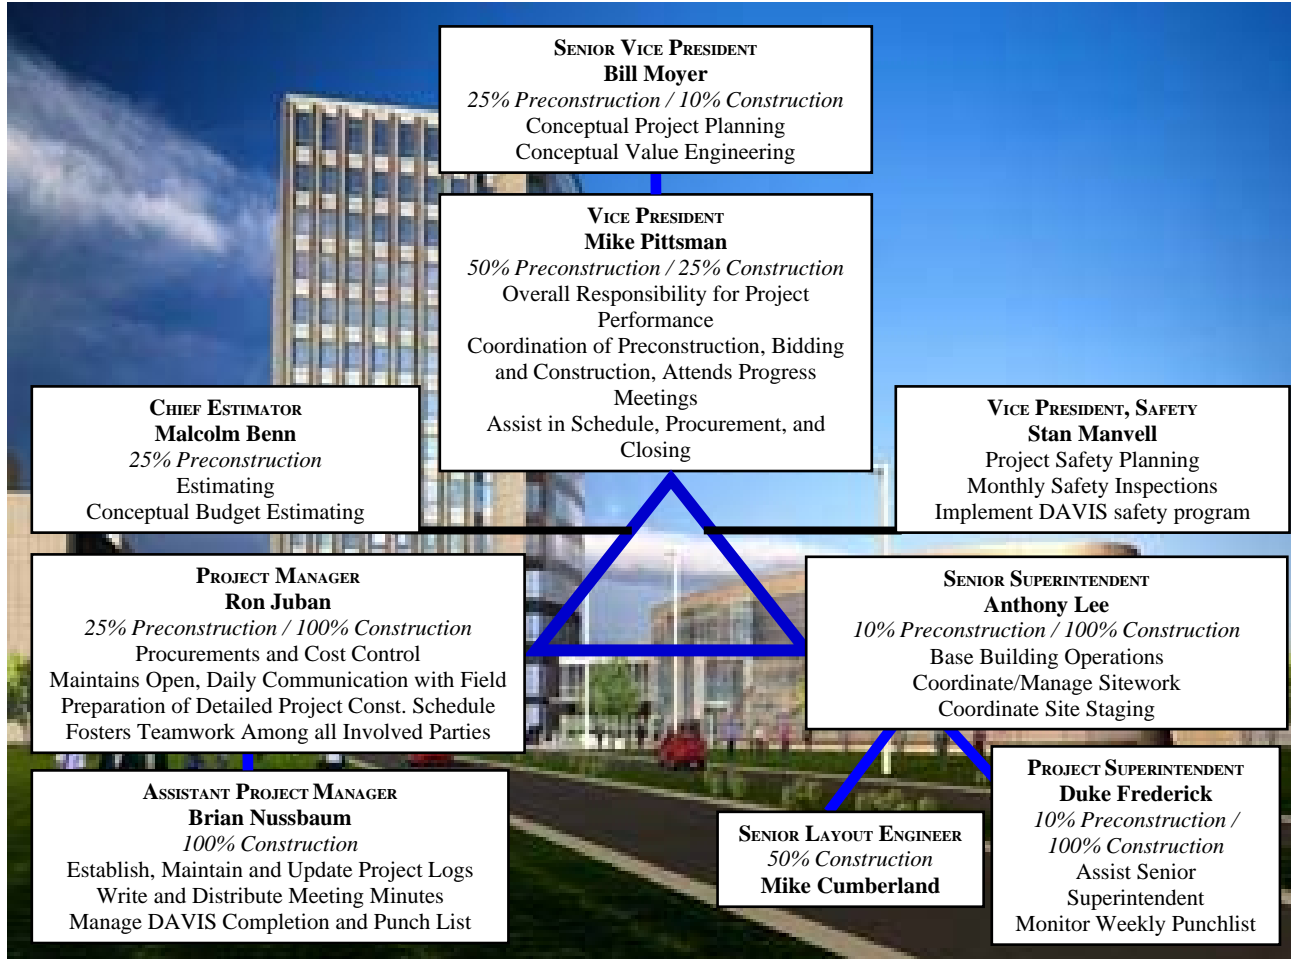 Senior Vice President
Bill Moyer
25% Preconstruction / 10% Construction
Conceptual Project Planning
Conceptual Value Engineering
Vice President
Mike Pittsman
50% Preconstruction / 25% Construction
Overall Responsibility for Project
Performance
Coordination of Preconstruction, Bidding
and Construction, Attends Progress
Meetings
Assist in Schedule, Procurement, and
Closing
Chief Estimator
Malcolm Benn
25% Preconstruction
Estimating
Conceptual Budget Estimating
Vice President, Safety
Stan Manvell
Project Safety Planning
Monthly Safety Inspections
Implement DAVIS safety program
Project Manager
Ron Juban
25% Preconstruction / 100% Construction
Procurements and Cost Control
Maintains Open, Daily Communication with Field
Preparation of Detailed Project Const. Schedule
Fosters Teamwork Among all Involved Parties
Senior Superintendent
Anthony Lee
10% Preconstruction / 100% Construction
Base Building Operations
Coordinate/Manage Sitework
Coordinate Site Staging
Assistant Project Manager
Brian Nussbaum
100% Construction
Establish, Maintain and Update Project Logs
Write and Distribute Meeting Minutes
Manage DAVIS Completion and Punch List
Senior Layout Engineer
50% Construction
Mike Cumberland
Project Superintendent
Duke Frederick
10% Preconstruction /
100% Construction
Assist Senior
Superintendent
Monitor Weekly Punchlist